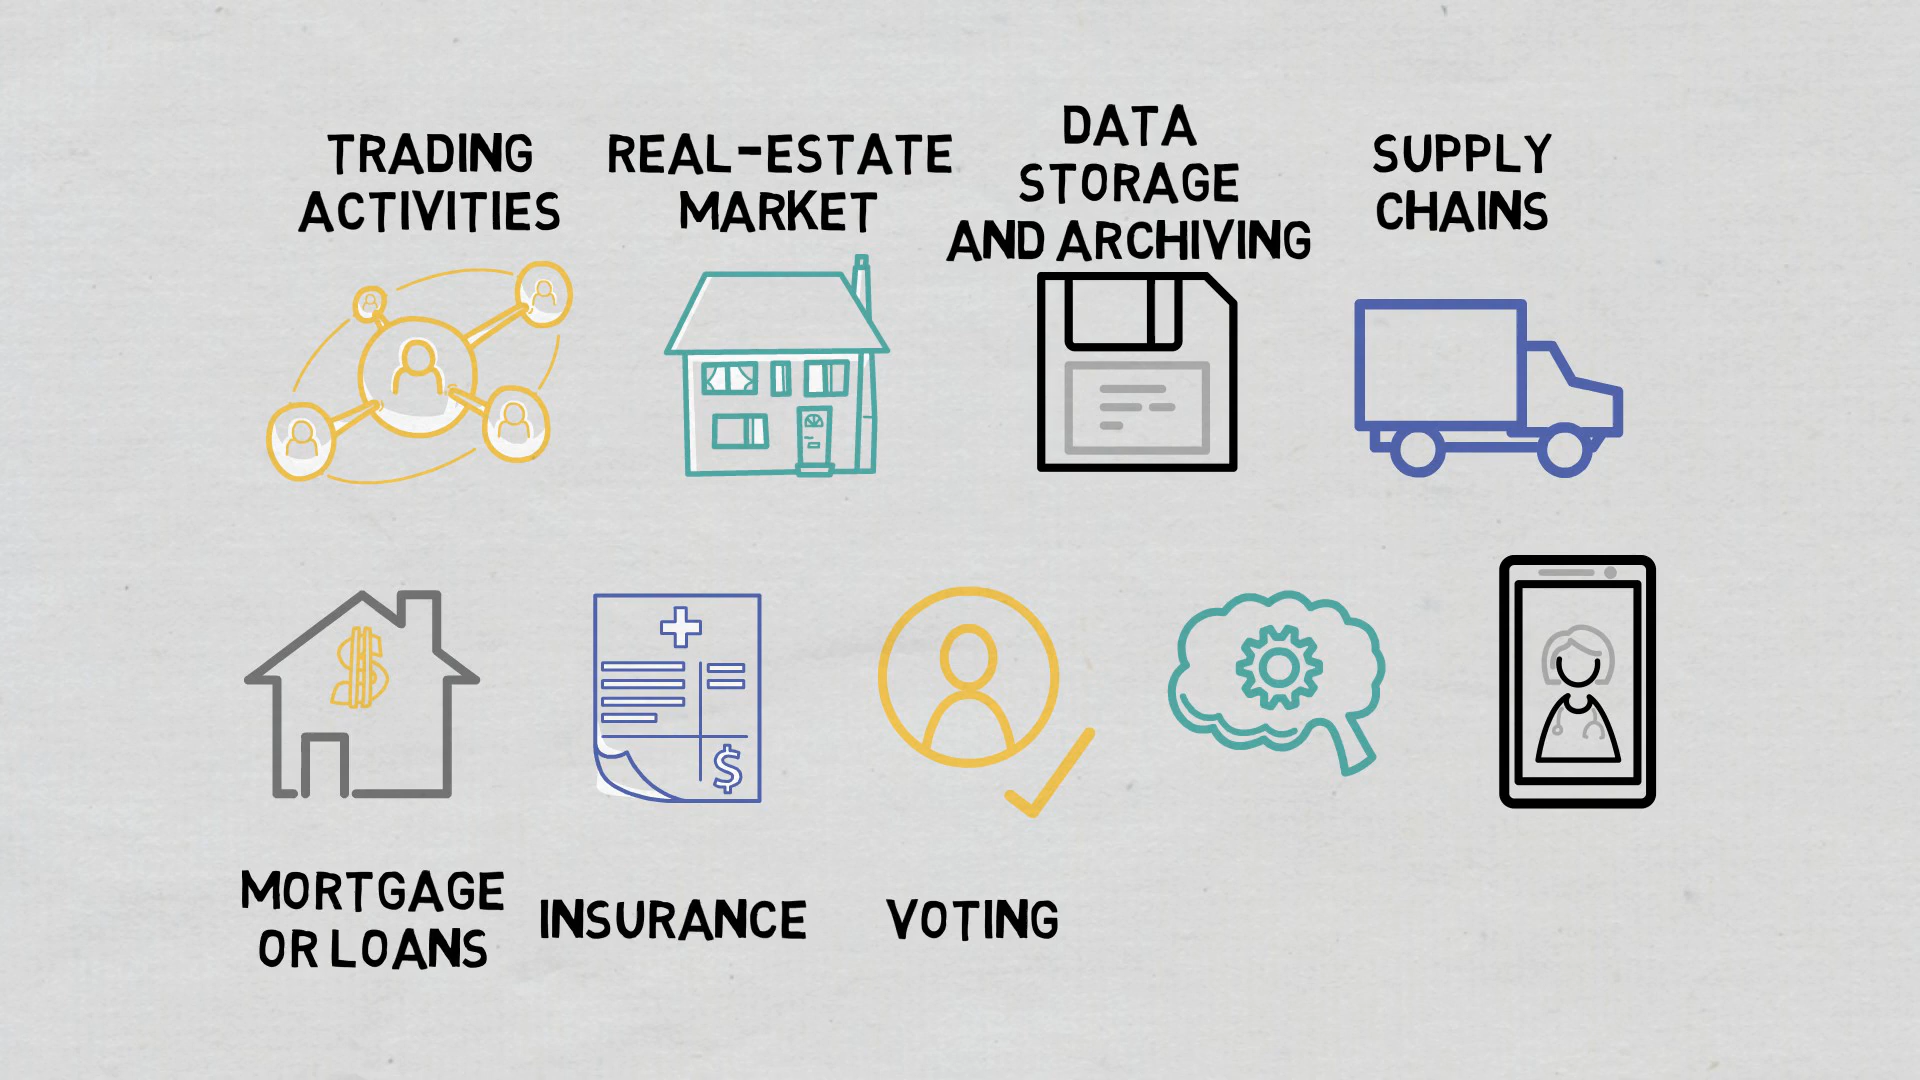 TRADING
ACTIVITIES
REAL-ESTATE
MARKET
DATA
STORAGE
AND ARCHIVING
SUPPLY
CHAINS
$
$
MORTGAGE
OR LOANS
INSURANCE
VOTING